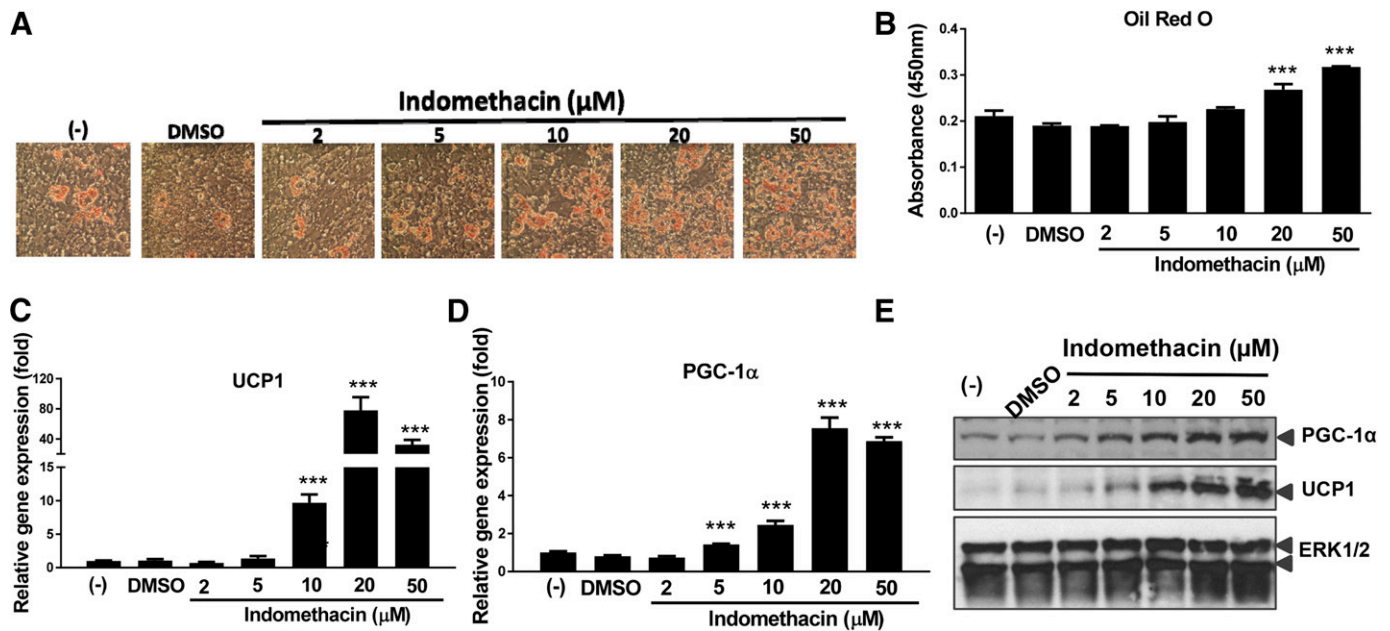 A
Indomethacin (µM)
(-) DMSO 2 5 10 20 50
B
Oil Red O
Absorbance (450nm)
0.4
0.3
0.2
0.1
0.0
*** ***
(-) DMSO 2 5 10 20 50
Indomethacin (µM)
C
UCP1
Relative gene expression (fold)
120
80
40
15
10
5
0
*** *** ***
(-) DMSO 2 5 10 20 50
Indomethacin (µM)
D
PGC-1α
Relative gene expression (fold)
10
8
6
4
2
0
*** *** *** ***
(-) DMSO 2 5 10 20 50
Indomethacin (µM)
E
Indomethacin (µM)
(-) DMSO 2 5 10 20 50
PGC-1α
UCP1
ERK1/2